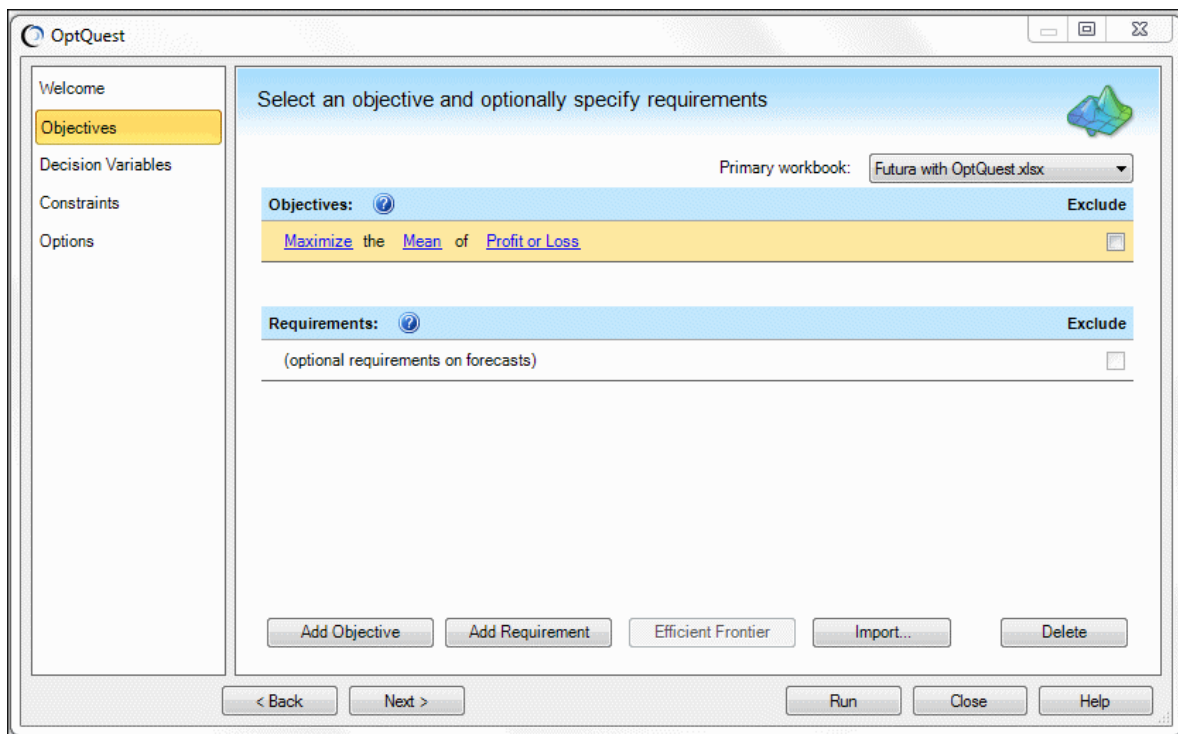 OptQuest
Welcome
Objectives
Decision Variables
Constraints
Options
Select an objective and optionally specify requirements
Primary workbook: Futura with OptQuest.xlsx
Objectives: ? Exclude
Maximize the Mean of Profit or Loss
Requirements: ? Exclude
(optional requirements on forecasts)
Add Objective Add Requirement Efficient Frontier Import... Delete
< Back Next > Run Close Help